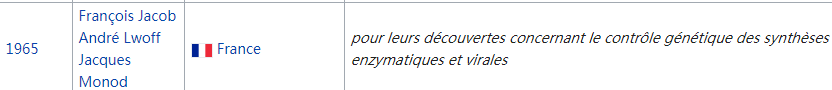 1965
François Jacob
André Lwoff
Jacques
Monod
France
pour leurs découvertes concernant le contrôle génétique des synthèses
enzymatiques et virales